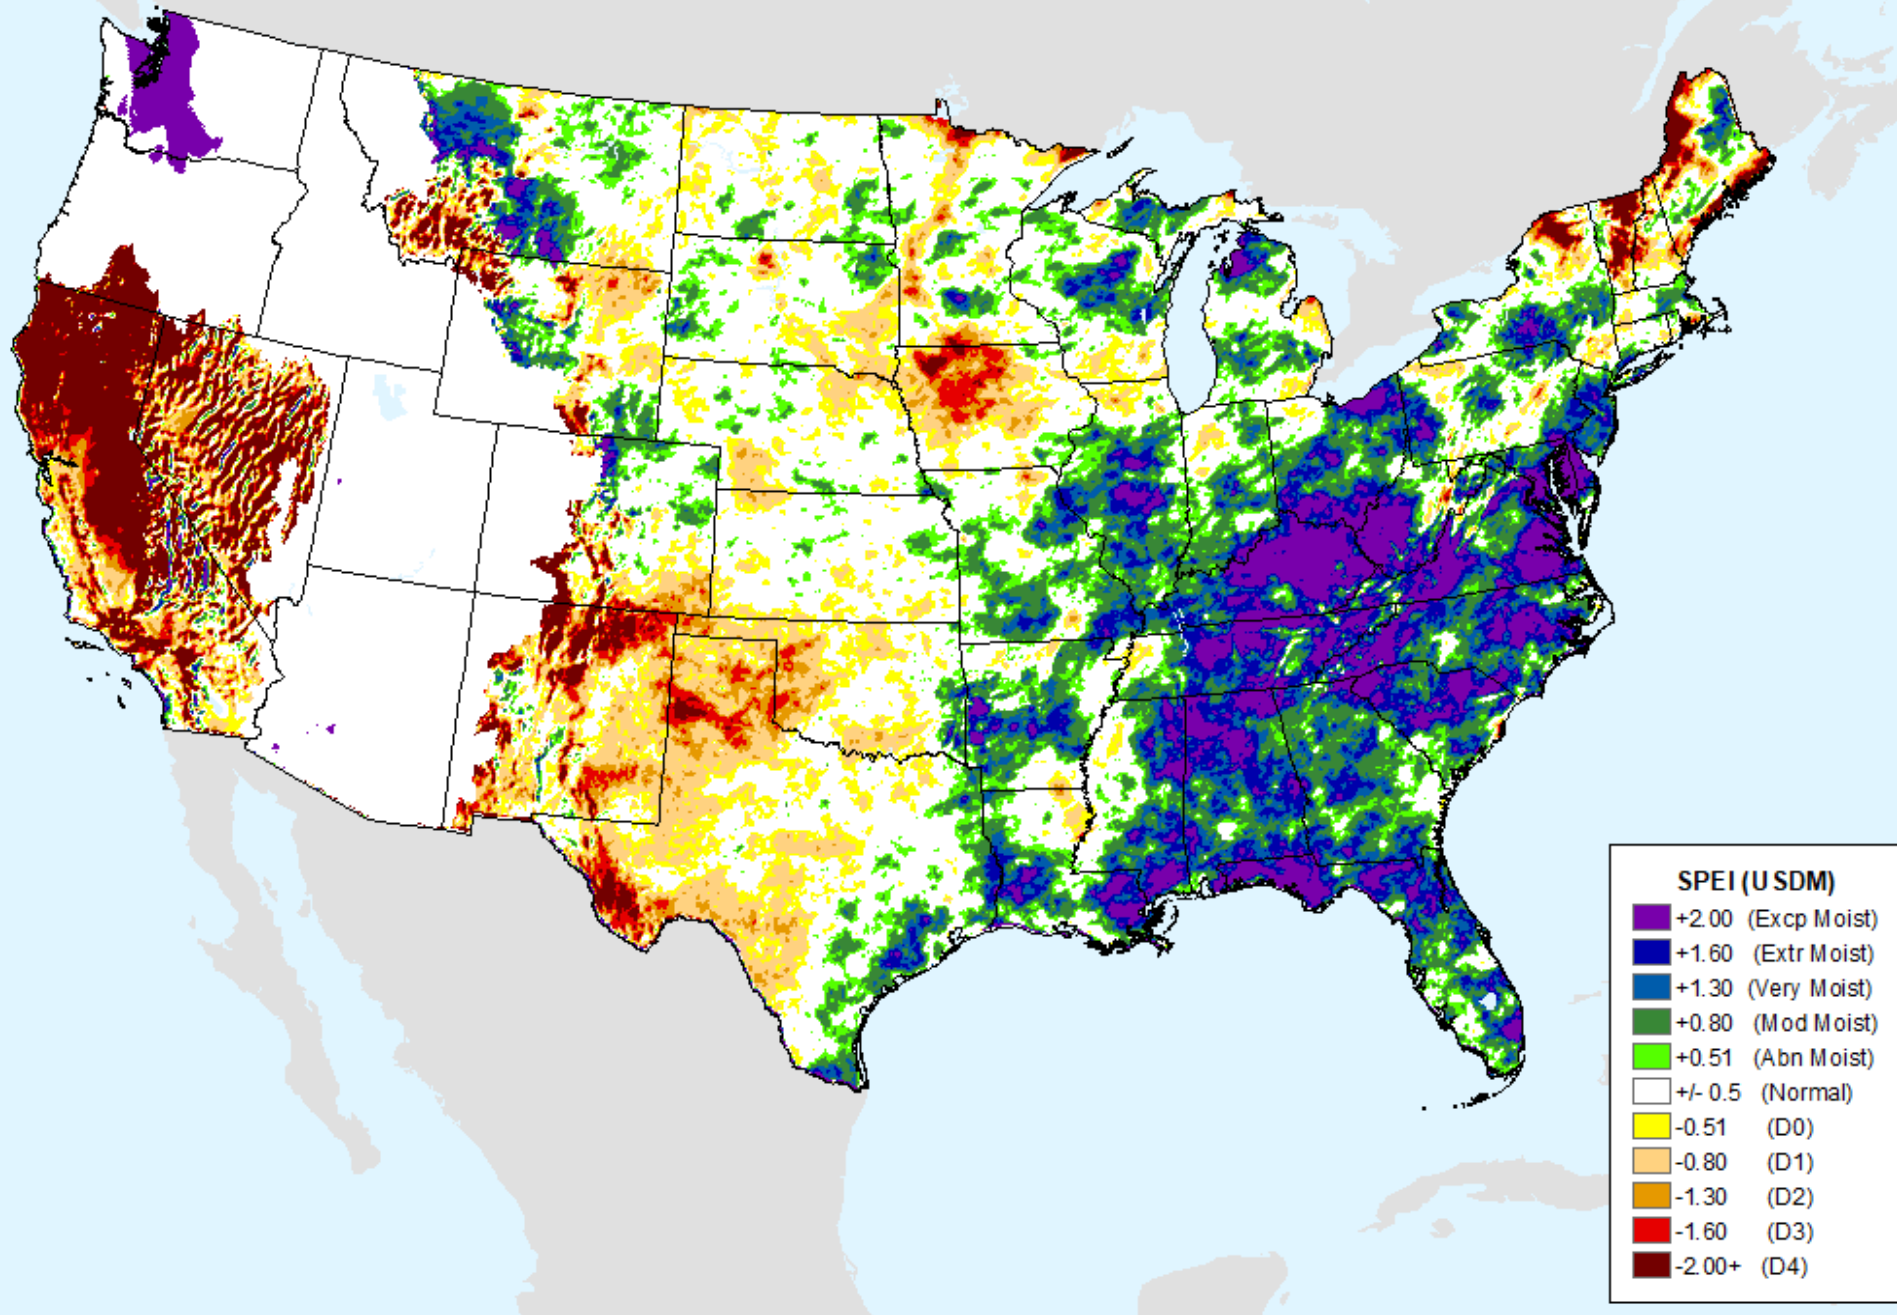 SPEI (USDM)
+2.00 (Excp Moist)
+1.60 (Extr Moist)
+1.30 (Very Moist)
+0.80 (Mod Moist)
+0.51 (Abn Moist)
+/- 0.5 (Normal)
-0.51 (D0)
-0.80 (D1)
-1.30 (D2)
-1.60 (D3)
-2.00+ (D4)